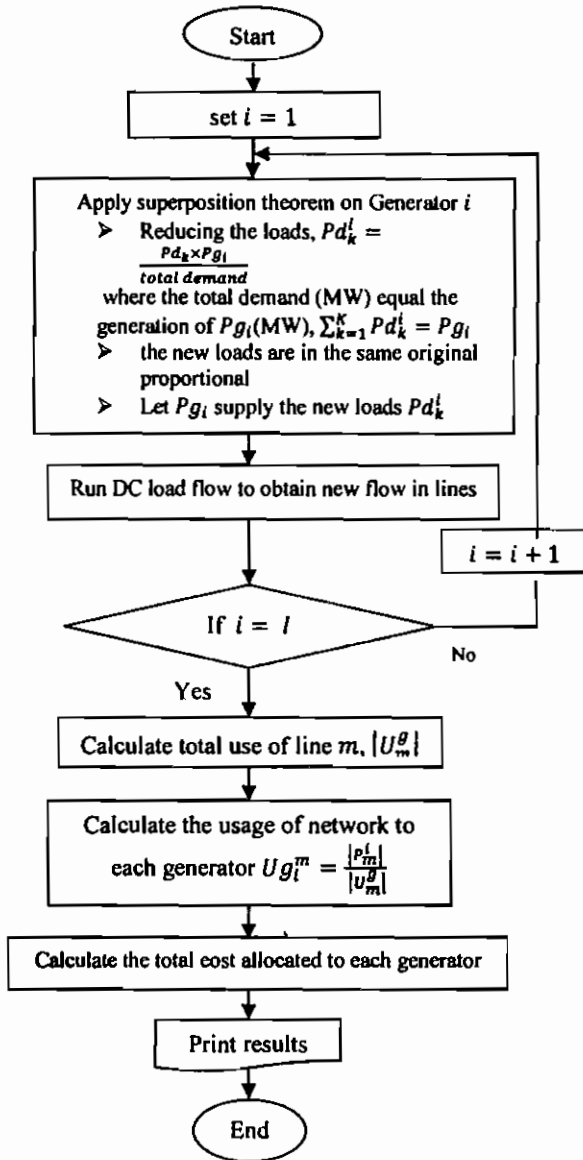 Start
set i = 1
Apply superposition theorem on Generator i
➢ Reducing the loads, Pd_k^i =
(Pd_k × Pg_i) / (total demand)
where the total demand (MW) equal the
generation of Pg_i(MW), ∑_{k=1}^{K} Pd_k^i = Pg_i
➢ the new loads are in the same original
proportional
➢ Let Pg_i supply the new loads Pd_k^i
Run DC load flow to obtain new flow in lines
i = i + 1
If i = I
No
Yes
Calculate total use of line m, |U_m^g|
Calculate the usage of network to
each generator Ug_i^m = |P_m^i| / |U_m^g|
Calculate the total cost allocated to each generator
Print results
End